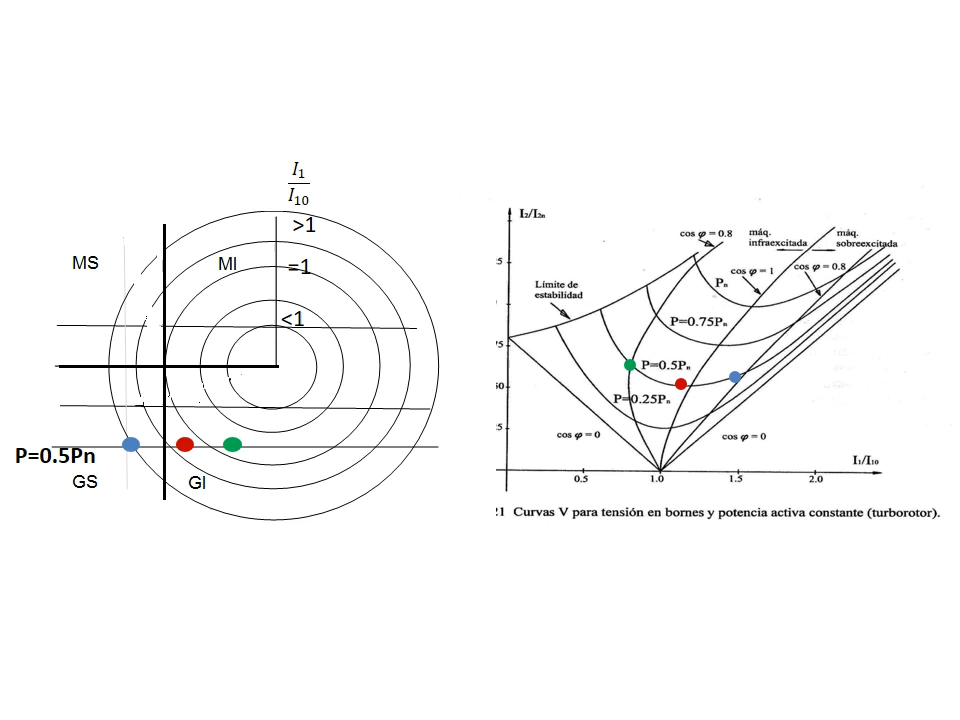 I₁
I₁₀
>1
MS
MI
=1
<1
P=0.5Pn
GS
GI
I₂/I₂ₙ
cos φ = 0.8
máq.
infraexcitada
máq.
sobreexcitada
cos φ = 1
cos φ = 0.8
Pₙ
Límite de
estabilidad
P=0.75Pₙ
P=0.5Pₙ
P=0.25Pₙ
cos φ = 0
cos φ = 0
I₁/I₁₀
0.5
1.0
1.5
2.0
Curvas V para tensión en bornes y potencia activa constante (turborotor).